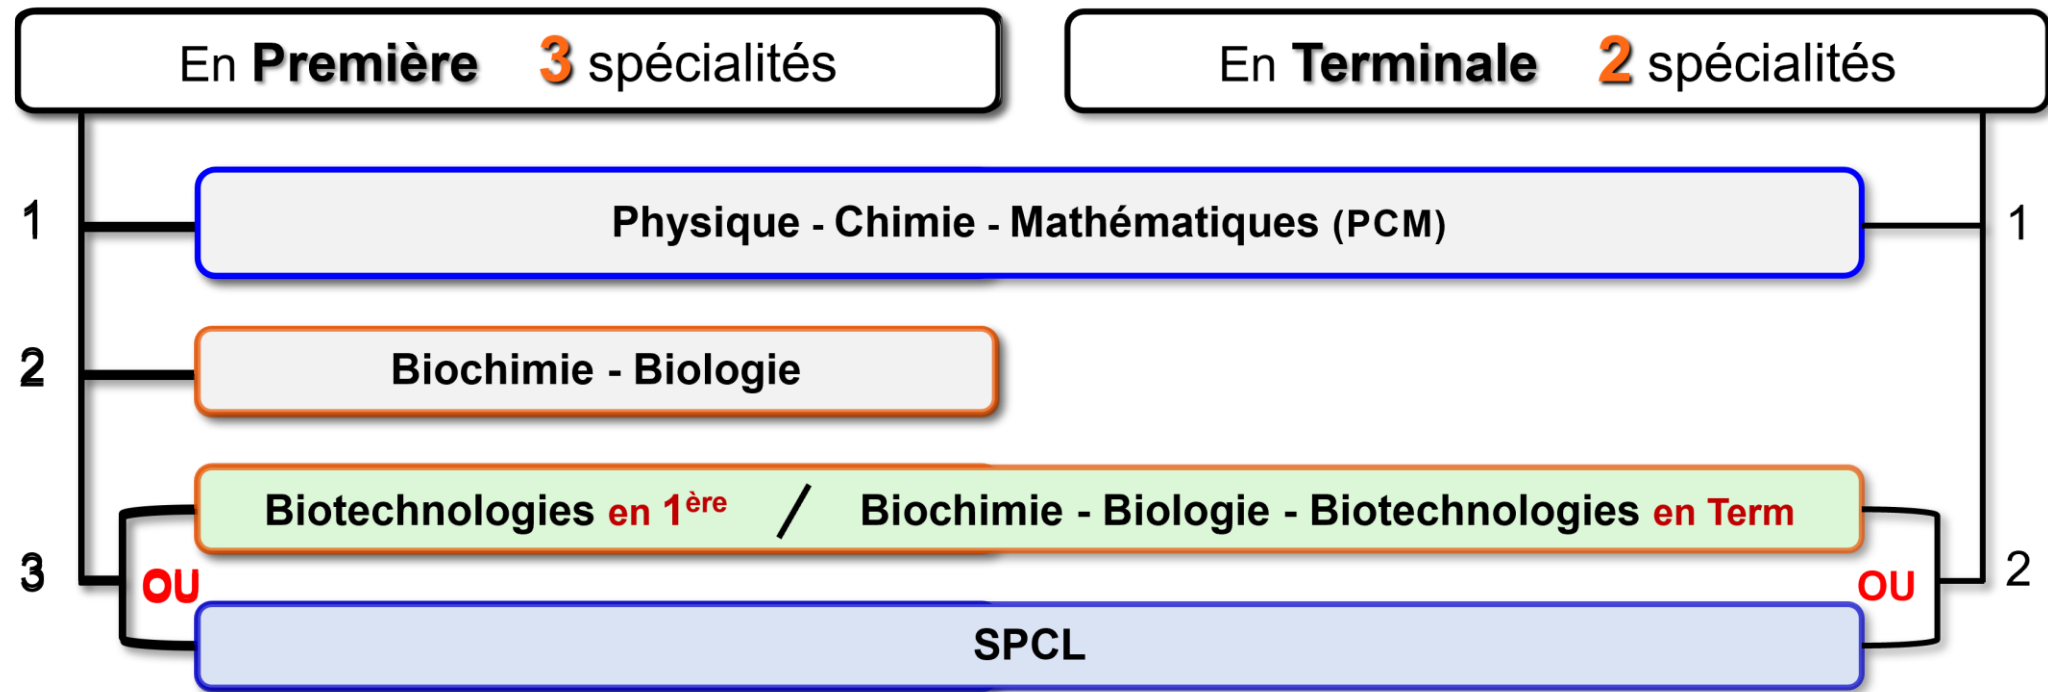 En Première 3 spécialités
En Terminale 2 spécialités
1
Physique - Chimie - Mathématiques (PCM)
1
2
Biochimie - Biologie
Biotechnologies en 1ère / Biochimie - Biologie - Biotechnologies en Term
3
OU
OU
2
SPCL